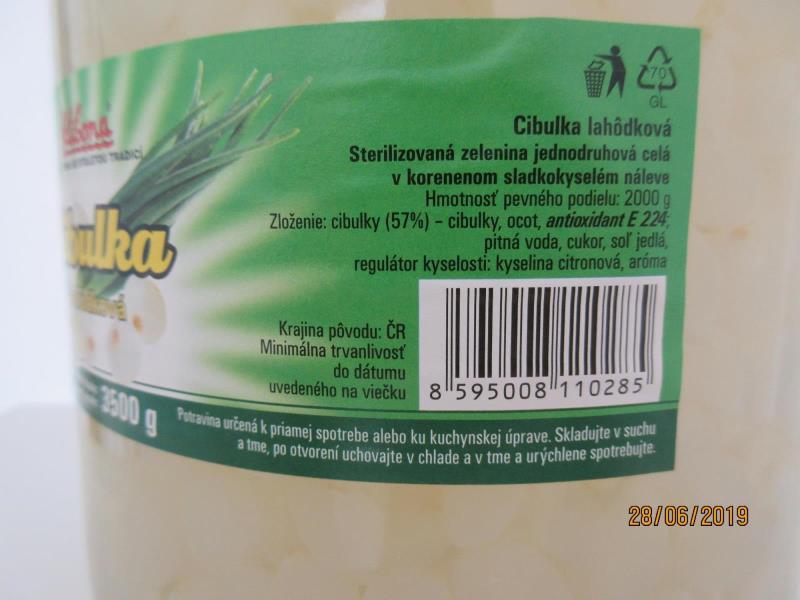 70
GL
Cibulka lahôdková
Sterilizovaná zelenina jednodruhová celá
v korenenom sladkokyselém náleve
Hmotnosť pevného podielu: 2000 g
Zloženie: cibulky (57%) – cibulky, ocot, antioxidant E 224,
pitná voda, cukor, soľ jedlá,
regulátor kyselosti: kyselina citronová, aróma
TRADICÍ
Krajina pôvodu: ČR
Minimálna trvanlivosť
do dátumu
uvedeného na viečku
8 595008 110285
3500 g
Potravina určená k priamej spotrebe alebo ku kuchynskej úprave. Skladujte v suchu
a tme, po otvorení uchovajte v chlade a v tme a urýchlene spotrebujte.
28/06/2019